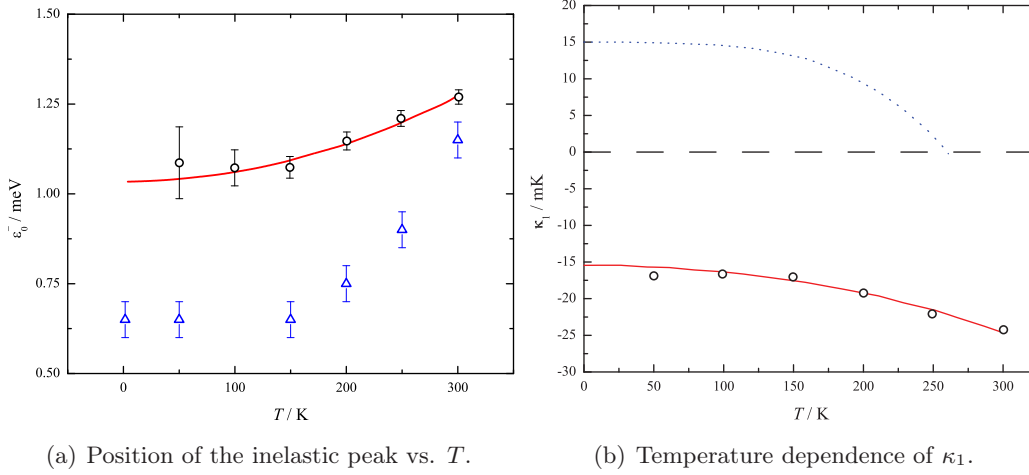 1.50
1.25
1.00
0.75
0.50
ε₀⁻ / meV
0 100 200 300
T / K
20
15
10
5
0
-5
-10
-15
-20
-25
-30
κ₁ / mK
0 50 100 150 200 250 300
T / K
(a) Position of the inelastic peak vs. T.
(b) Temperature dependence of κ₁.